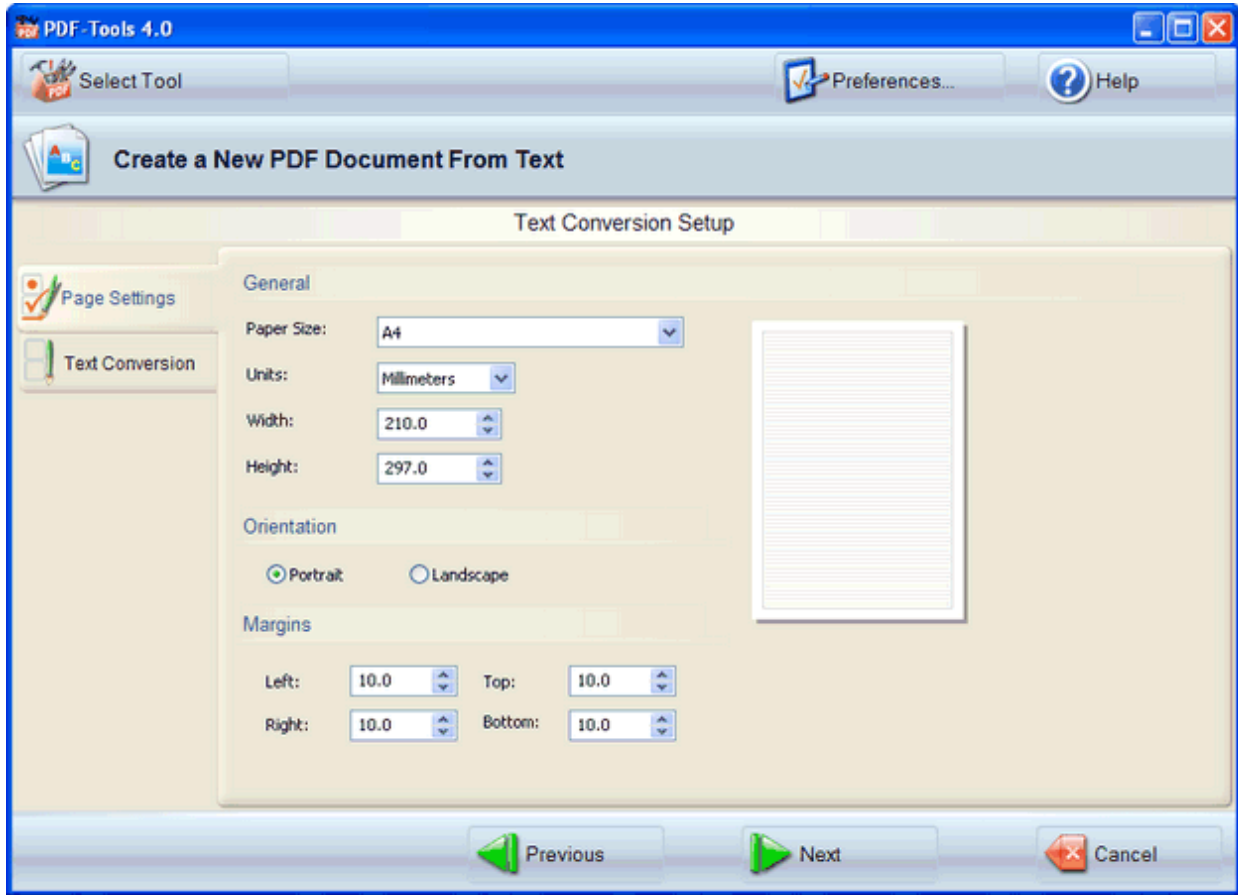 PDF-Tools 4.0
Select Tool
Preferences...
Help
Create a New PDF Document From Text
Text Conversion Setup
Page Settings
Text Conversion
General
Paper Size: A4
Units: Millimeters
Width: 210.0
Height: 297.0
Orientation
Portrait Landscape
Margins
Left: 10.0 Top: 10.0
Right: 10.0 Bottom: 10.0
Previous
Next
Cancel